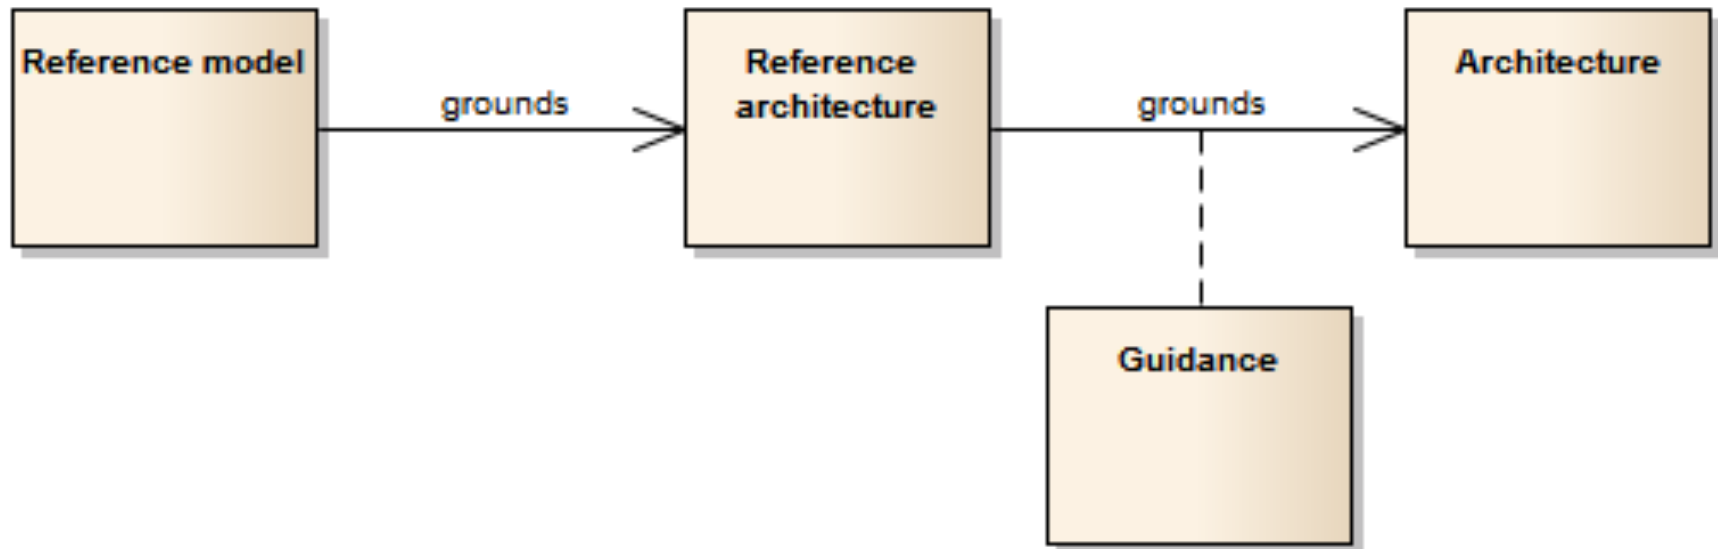 Reference model
grounds
Reference
architecture
grounds
Architecture
Guidance